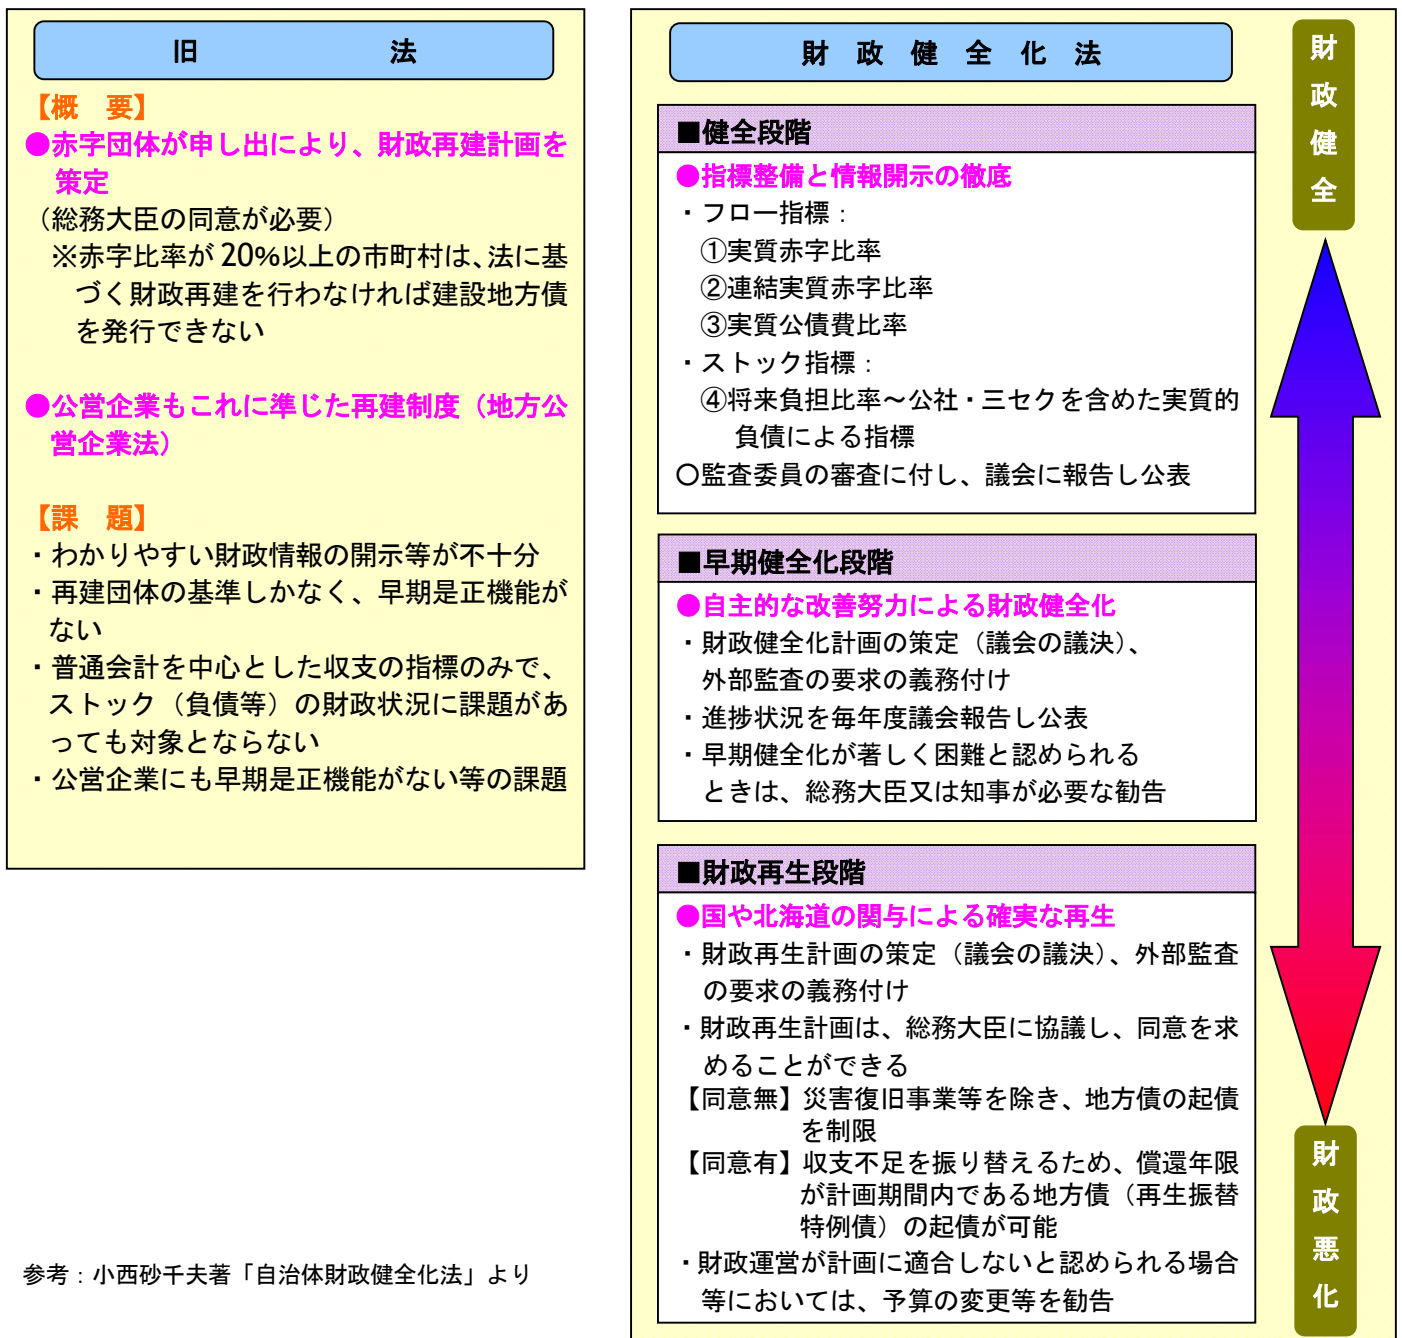 旧　法
【概　要】
●赤字団体が申し出により、財政再建計画を
策定
（総務大臣の同意が必要）
※赤字比率が 20%以上の市町村は、法に基
づく財政再建を行わなければ建設地方債
を発行できない
●公営企業もこれに準じた再建制度（地方公
営企業法）
【課　題】
・わかりやすい財政情報の開示等が不十分
・再建団体の基準しかなく、早期是正機能が
ない
・普通会計を中心とした収支の指標のみで、
ストック（負債等）の財政状況に課題があ
っても対象とならない
・公営企業にも早期是正機能がない等の課題
参考：小西砂千夫著「自治体財政健全化法」より
財 政 健 全 化 法
■健全段階
●指標整備と情報開示の徹底
・フロー指標：
①実質赤字比率
②連結実質赤字比率
③実質公債費比率
・ストック指標：
④将来負担比率～公社・三セクを含めた実質的
負債による指標
○監査委員の審査に付し、議会に報告し公表
■早期健全化段階
●自主的な改善努力による財政健全化
・財政健全化計画の策定（議会の議決）、
外部監査の要求の義務付け
・進捗状況を毎年度議会報告し公表
・早期健全化が著しく困難と認められる
ときは、総務大臣又は知事が必要な勧告
■財政再生段階
●国や北海道の関与による確実な再生
・財政再生計画の策定（議会の議決）、外部監査
の要求の義務付け
・財政再生計画は、総務大臣に協議し、同意を求
めることができる
【同意無】災害復旧事業等を除き、地方債の起債
を制限
【同意有】収支不足を振り替えるため、償還年限
が計画期間内である地方債（再生振替
特例債）の起債が可能
・財政運営が計画に適合しないと認められる場合
等においては、予算の変更等を勧告
財政健全
財政悪化